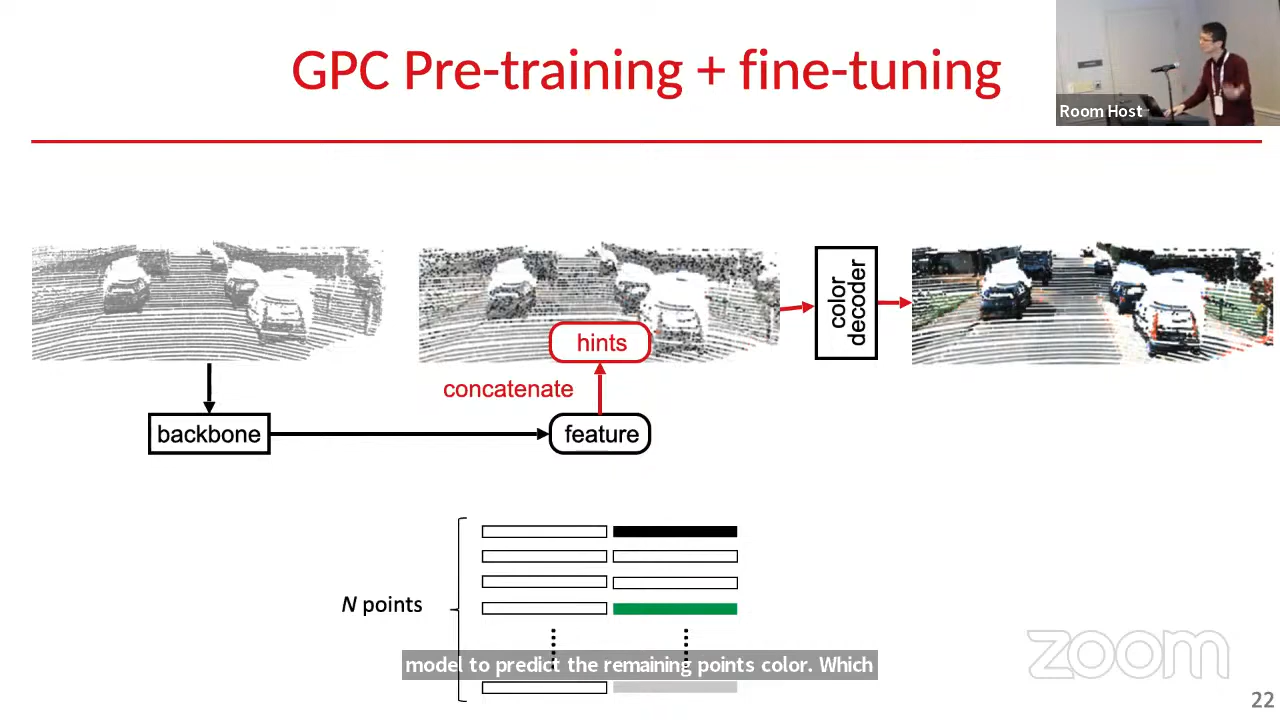 GPC Pre-training + fine-tuning
Room Host
color
decoder
hints
concatenate
backbone
feature
N points
model to predict the remaining points color. Which
zoom
22